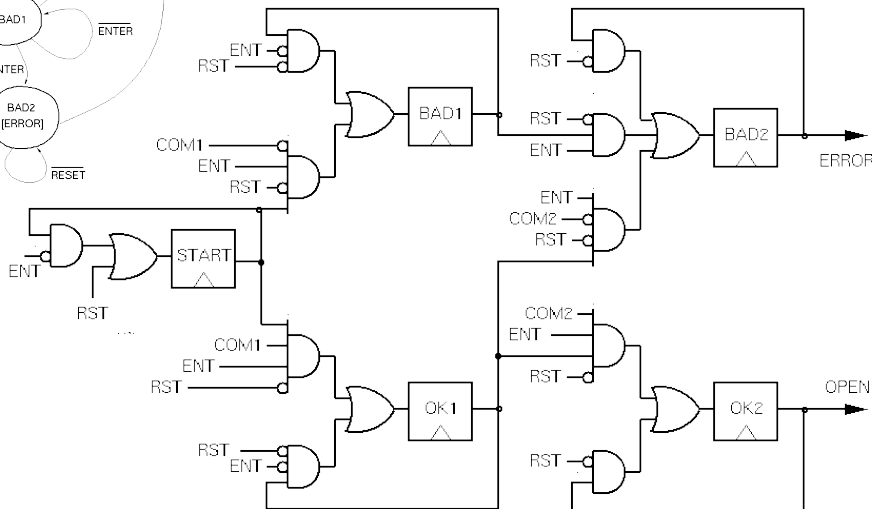 BAD1
ENTER
NTER
BAD2
[ERROR]
RESET
ENT
RST
BAD1
COM1
ENT
RST
RST
RST
ENT
BAD2
ERROR
ENT
COM2
RST
ENT
START
RST
COM1
ENT
RST
OK1
RST
ENT
COM2
ENT
RST
OPEN
OK2
RST